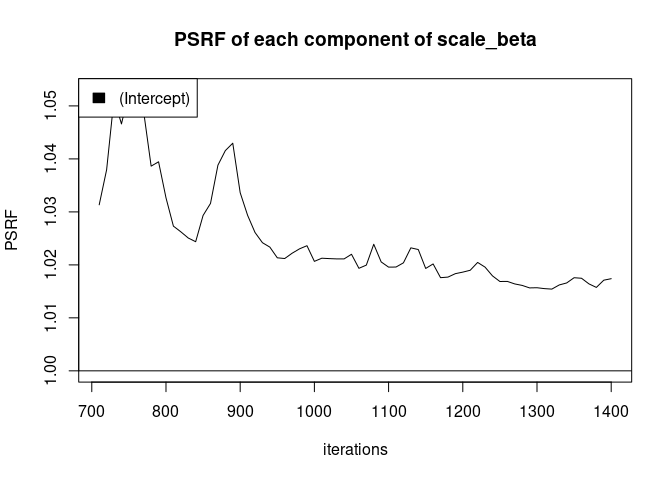 PSRF of each component of scale_beta
(Intercept)
PSRF
1.05
1.04
1.03
1.02
1.01
1.00
700 800 900 1000 1100 1200 1300 1400
iterations